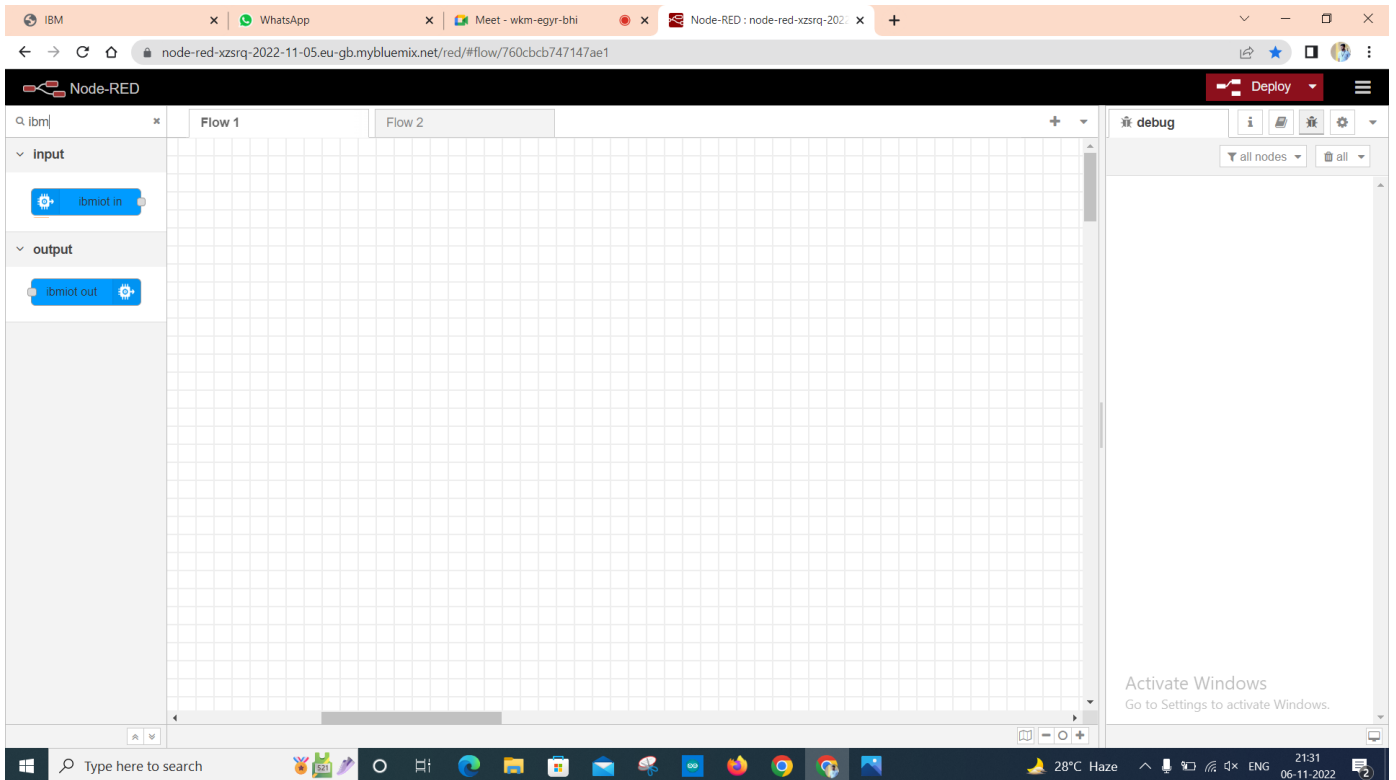 IBM
WhatsApp
Meet - wkm-egyr-bhi
Node-RED : node-red-xzsrq-202
node-red-xzsrq-2022-11-05.eu-gb.mybluemix.net/red/#flow/760cbcb747147ae1
Node-RED
Deploy
ibm
Flow 1
Flow 2
debug
i
input
all nodes
all
ibmiot in
output
ibmiot out
Activate Windows
Go to Settings to activate Windows.
Type here to search
521
28°C Haze
ENG
21:31
06-11-2022
2